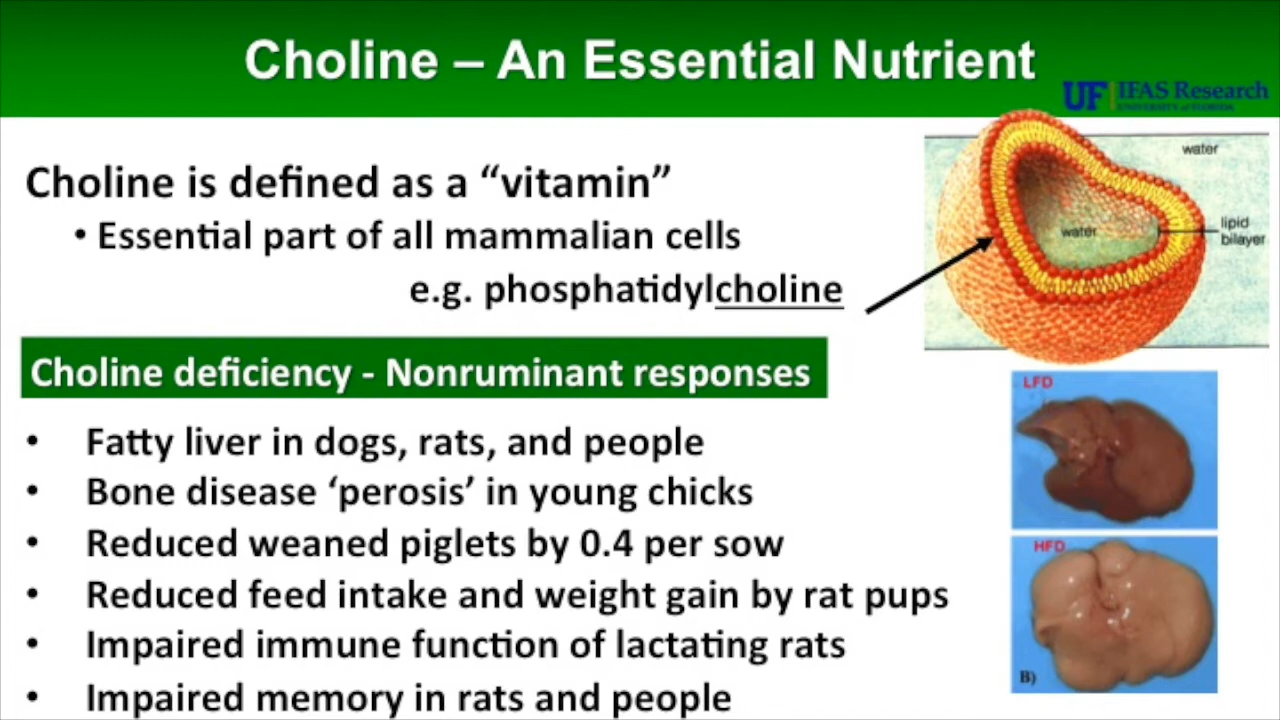 Choline – An Essential Nutrient
UF IFAS Research
UNIVERSITY of FLORIDA
Choline is defined as a “vitamin”
• Essential part of all mammalian cells
e.g. phosphatidylcholine
water
water
lipid
bilayer
Choline deficiency - Nonruminant responses
• Fatty liver in dogs, rats, and people
• Bone disease ‘perosis’ in young chicks
• Reduced weaned piglets by 0.4 per sow
• Reduced feed intake and weight gain by rat pups
• Impaired immune function of lactating rats
• Impaired memory in rats and people
LFD
HFD
B)